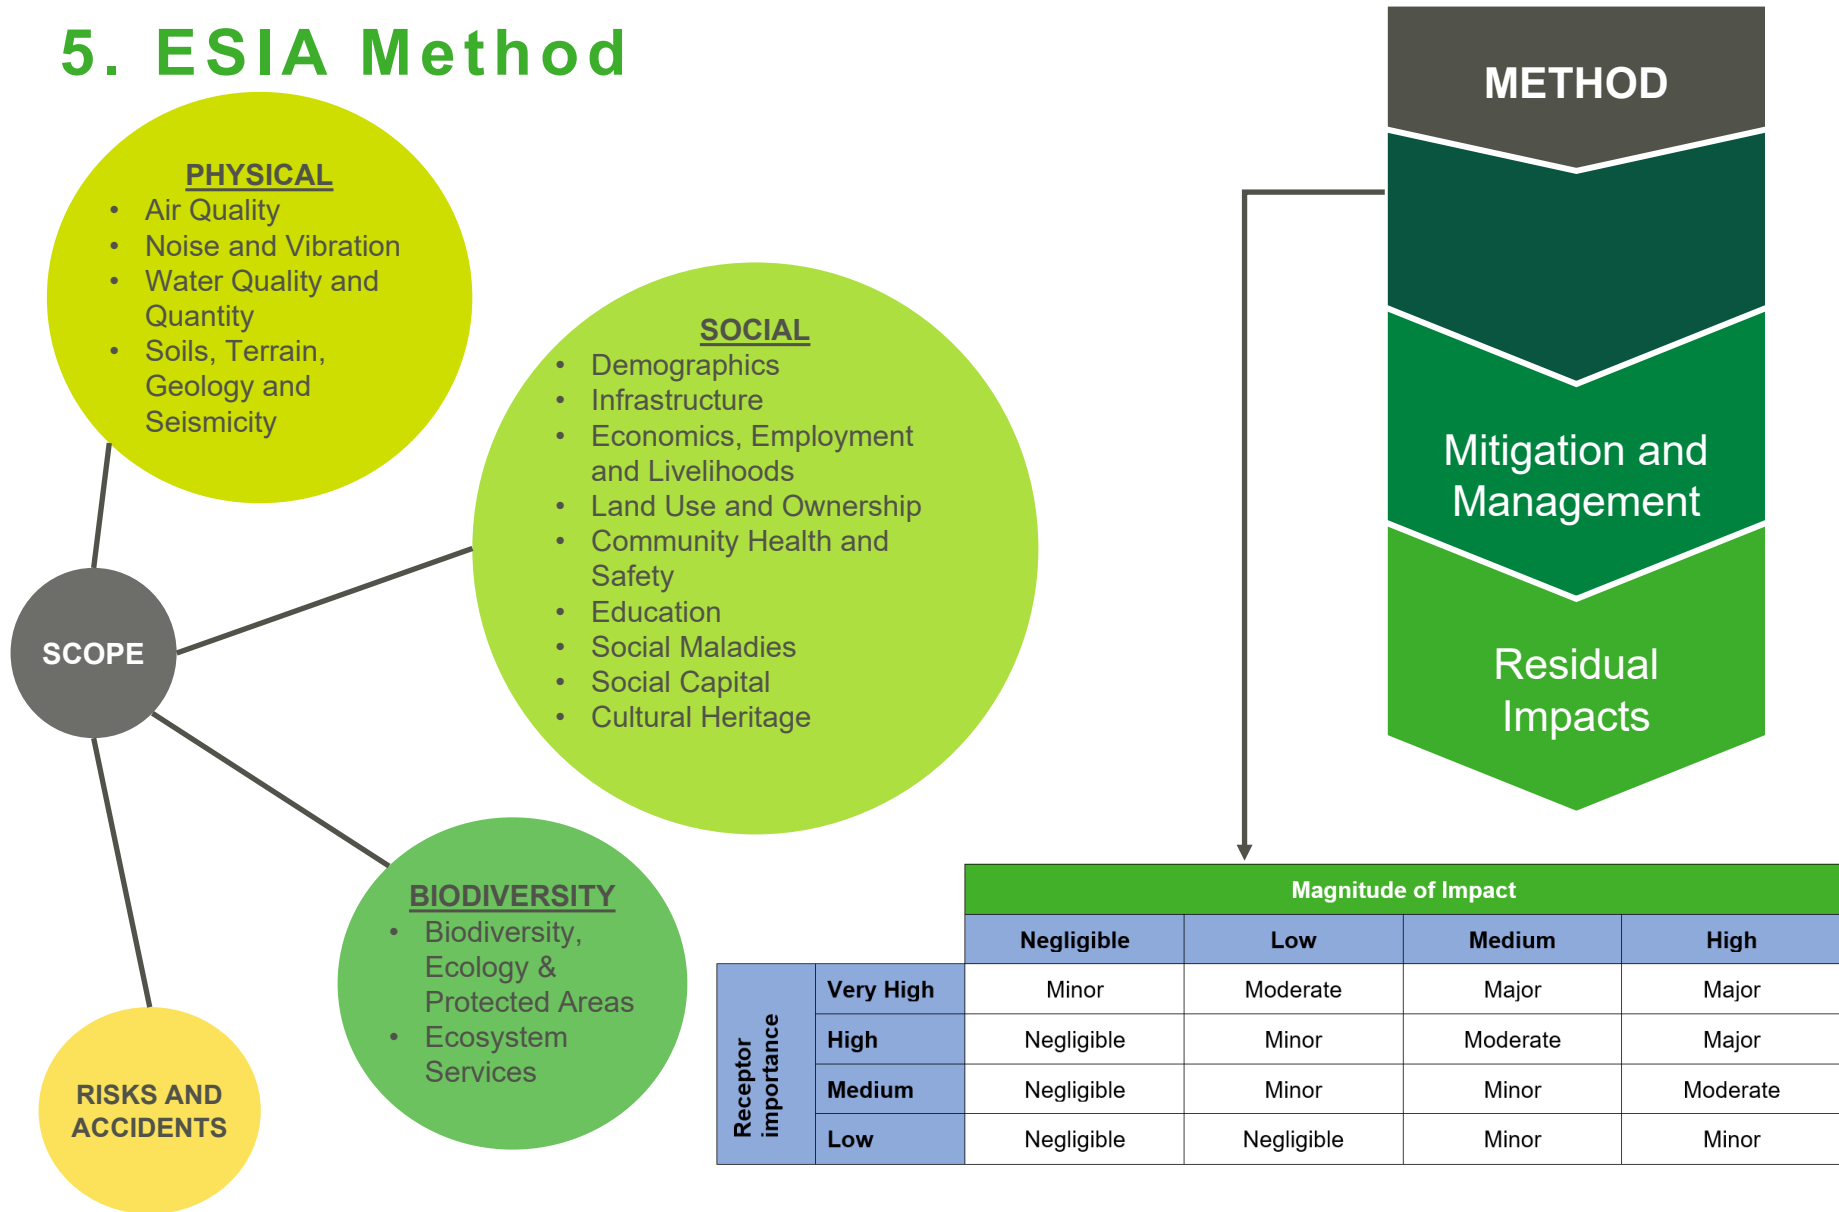 5. ESIA Method
PHYSICAL
• Air Quality
• Noise and Vibration
• Water Quality and
Quantity
• Soils, Terrain,
Geology and
Seismicity
SOCIAL
• Demographics
• Infrastructure
• Economics, Employment
and Livelihoods
• Land Use and Ownership
• Community Health and
Safety
• Education
• Social Maladies
• Social Capital
• Cultural Heritage
SCOPE
BIODIVERSITY
• Biodiversity,
Ecology &
Protected Areas
• Ecosystem
Services
RISKS AND
ACCIDENTS
METHOD
Mitigation and
Management
Residual
Impacts
Magnitude of Impact
Negligible Low Medium High
Receptor
importance
Very High Minor Moderate Major Major
High Negligible Minor Moderate Major
Medium Negligible Minor Minor Moderate
Low Negligible Negligible Minor Minor